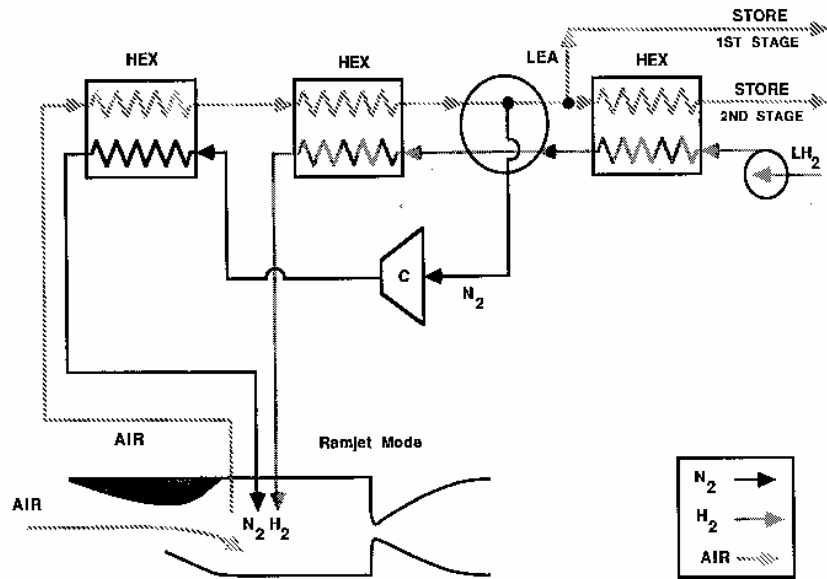 STORE
1ST STAGE
HEX
HEX
LEA
HEX
STORE
2ND STAGE
LH₂
C
N₂
AIR
Ramjet Mode
AIR
N₂ H₂
N₂
H₂
AIR